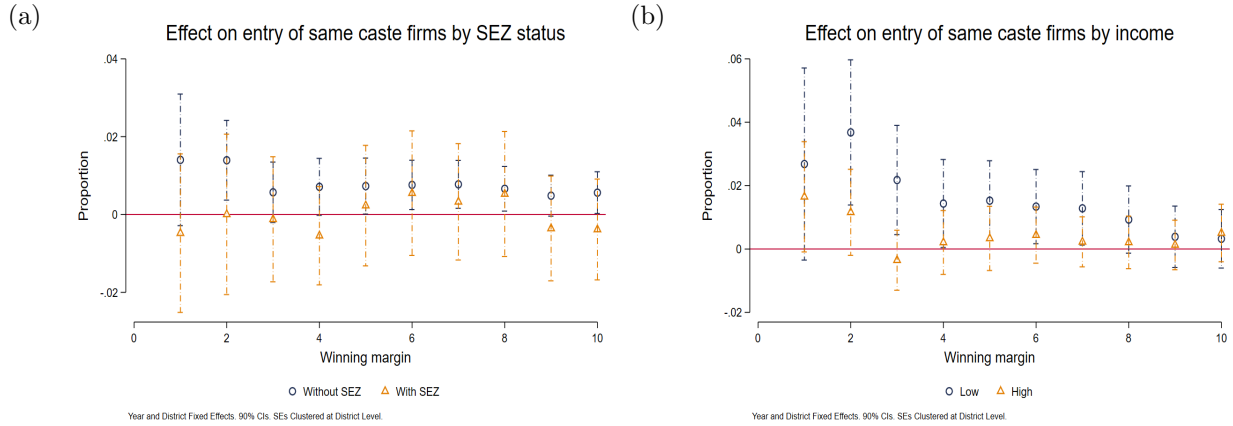 (a)
Effect on entry of same caste firms by SEZ status
Proportion
.04
.02
0
-.02
0 2 4 6 8 10
Winning margin
Without SEZ With SEZ
Year and District Fixed Effects. 90% CIs. SEs Clustered at District Level.
(b)
Effect on entry of same caste firms by income
Proportion
.06
.04
.02
0
-.02
0 2 4 6 8 10
Winning margin
Low High
Year and District Fixed Effects. 90% CIs. SEs Clustered at District Level.